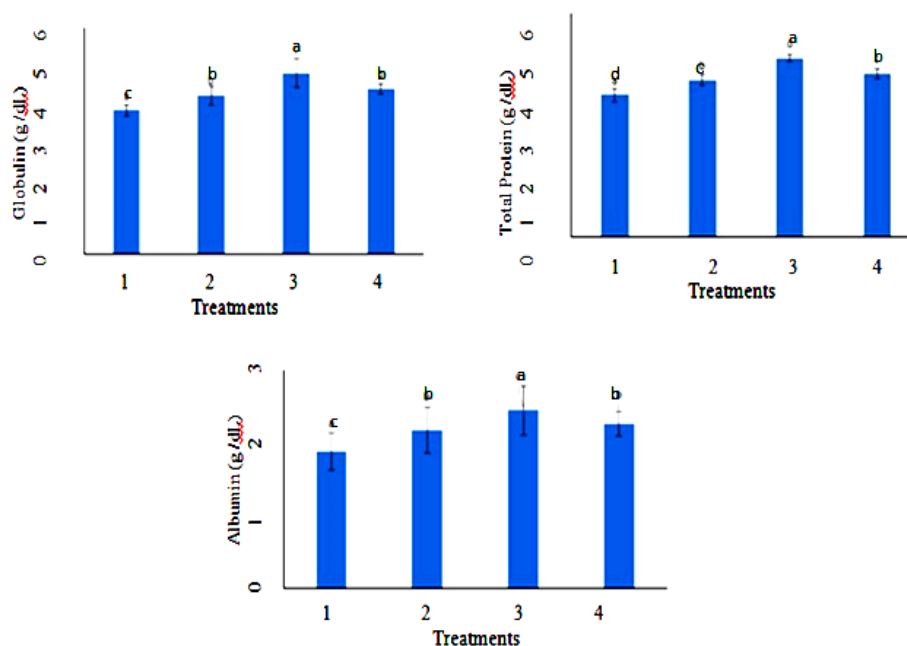 Globulin (g/dL)
6
5
4
3
2
1
0
c
b
a
b
1 2 3 4
Treatments
Total Protein (g/dL)
6
5
4
3
2
1
0
d
c
a
b
1 2 3 4
Treatments
Albumin (g/dL)
3
2
1
0
c
b
a
b
1 2 3 4
Treatments